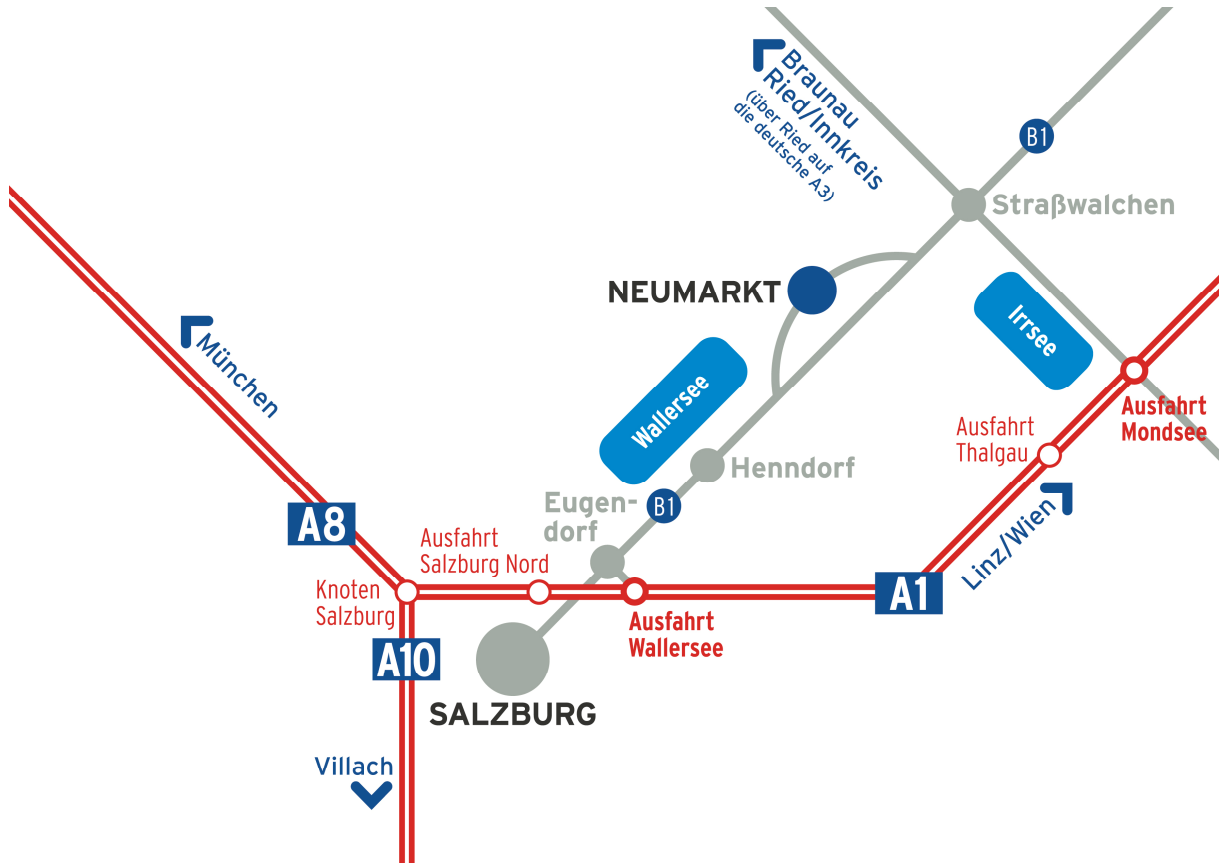 Braunau
Ried/Innkreis
(über Ried auf
die deutsche A3)
B1
Straßwalchen
NEUMARKT
Irrsee
München
Wallersee
Ausfahrt
Mondsee
Ausfahrt
Thalgau
Henndorf
Eugen-
dorf
B1
A8
Linz/Wien
Ausfahrt
Salzburg Nord
Knoten
Salzburg
A1
Ausfahrt
Wallersee
A10
SALZBURG
Villach